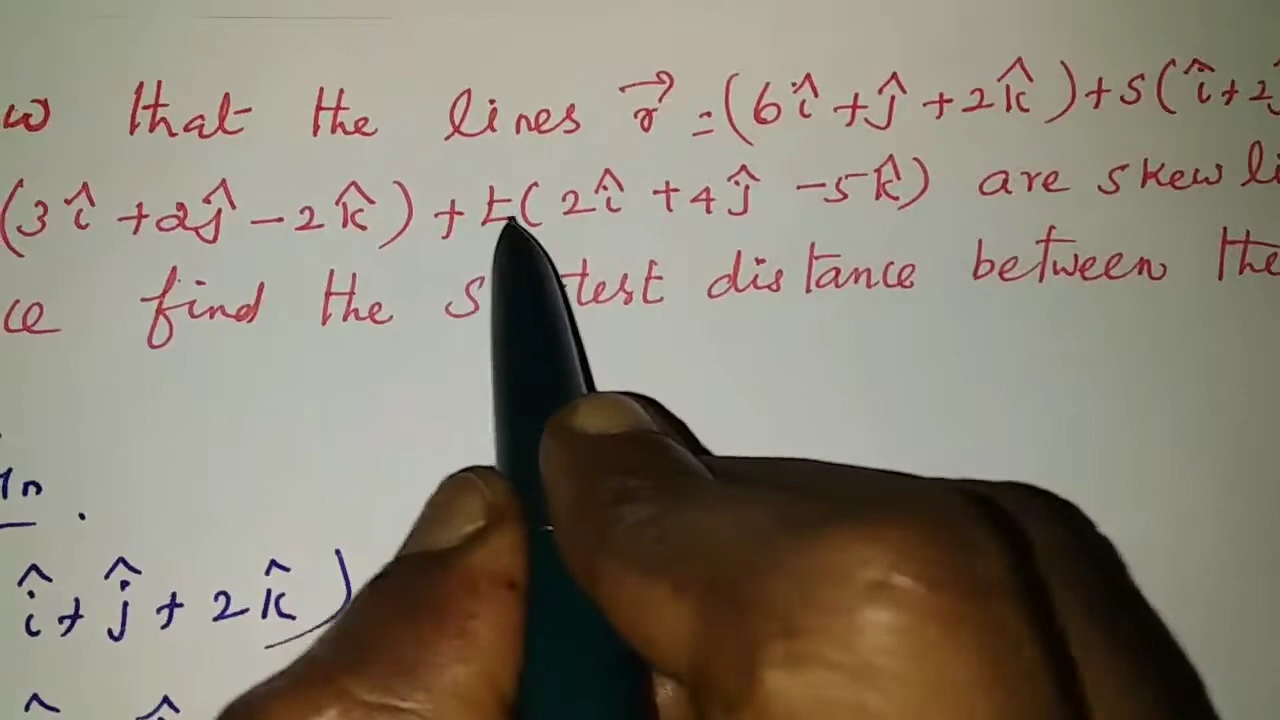 w that the lines r⃗ = (6î + ĵ + 2k̂) + s(î + 2
(3î + 2ĵ - 2k̂) + t(2î + 4ĵ - 5k̂) are skew li
ce find the s test distance between the
ln.
î + ĵ + 2k̂)